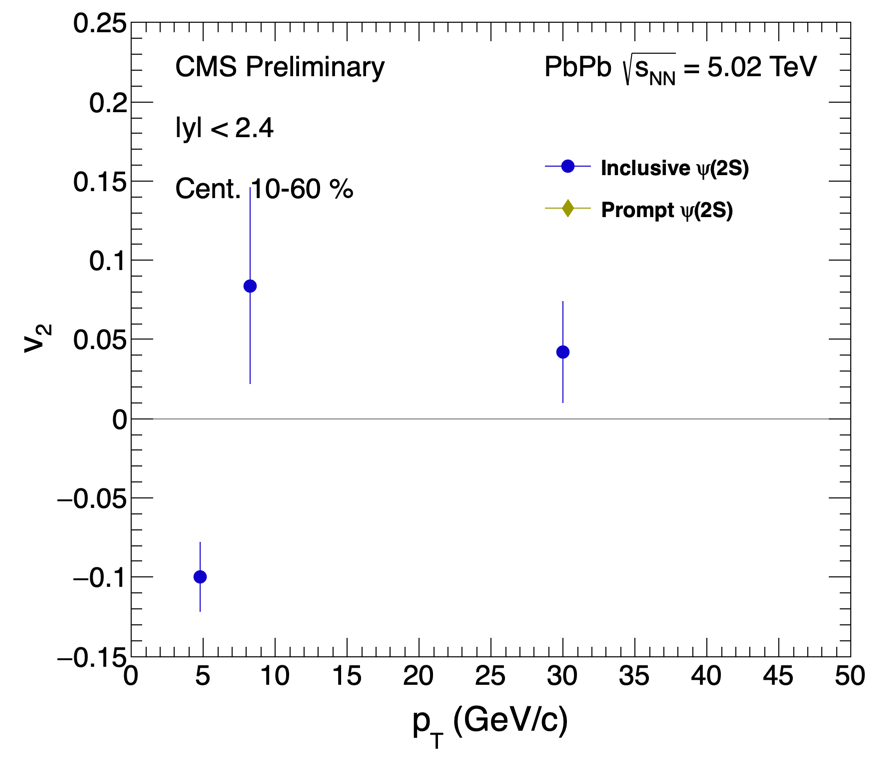 CMS Preliminary
PbPb √sNN = 5.02 TeV
|y| < 2.4
Cent. 10-60 %
Inclusive ψ(2S)
Prompt ψ(2S)
0.25
0.2
0.15
0.1
0.05
0
−0.05
−0.1
−0.15
v2
0 5 10 15 20 25 30 35 40 45 50
pT (GeV/c)